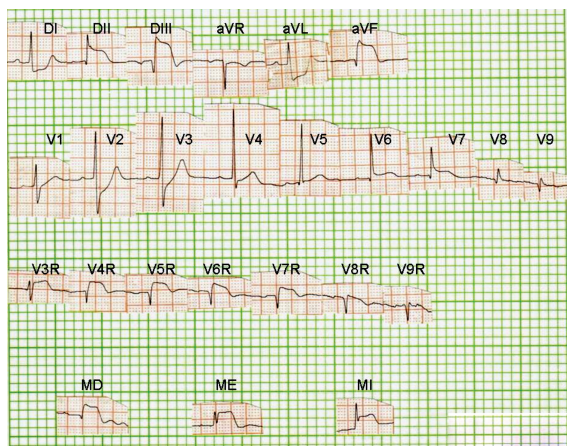 DI DII DIII aVR aVL aVF
V1 V2 V3 V4 V5 V6 V7 V8 V9
V3R V4R V5R V6R V7R V8R V9R
MD ME MI